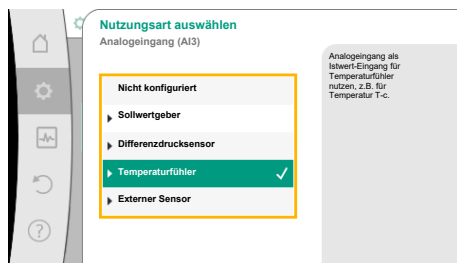 Nutzungsart auswählen
Analogeingang (AI3)
Nicht konfiguriert
Sollwertgeber
Differenzdrucksensor
Temperaturfühler
Externer Sensor
Analogeingang als
Istwert-Eingang für
Temperaturfühler
nutzen, z.B. für
Temperatur T-c.
?